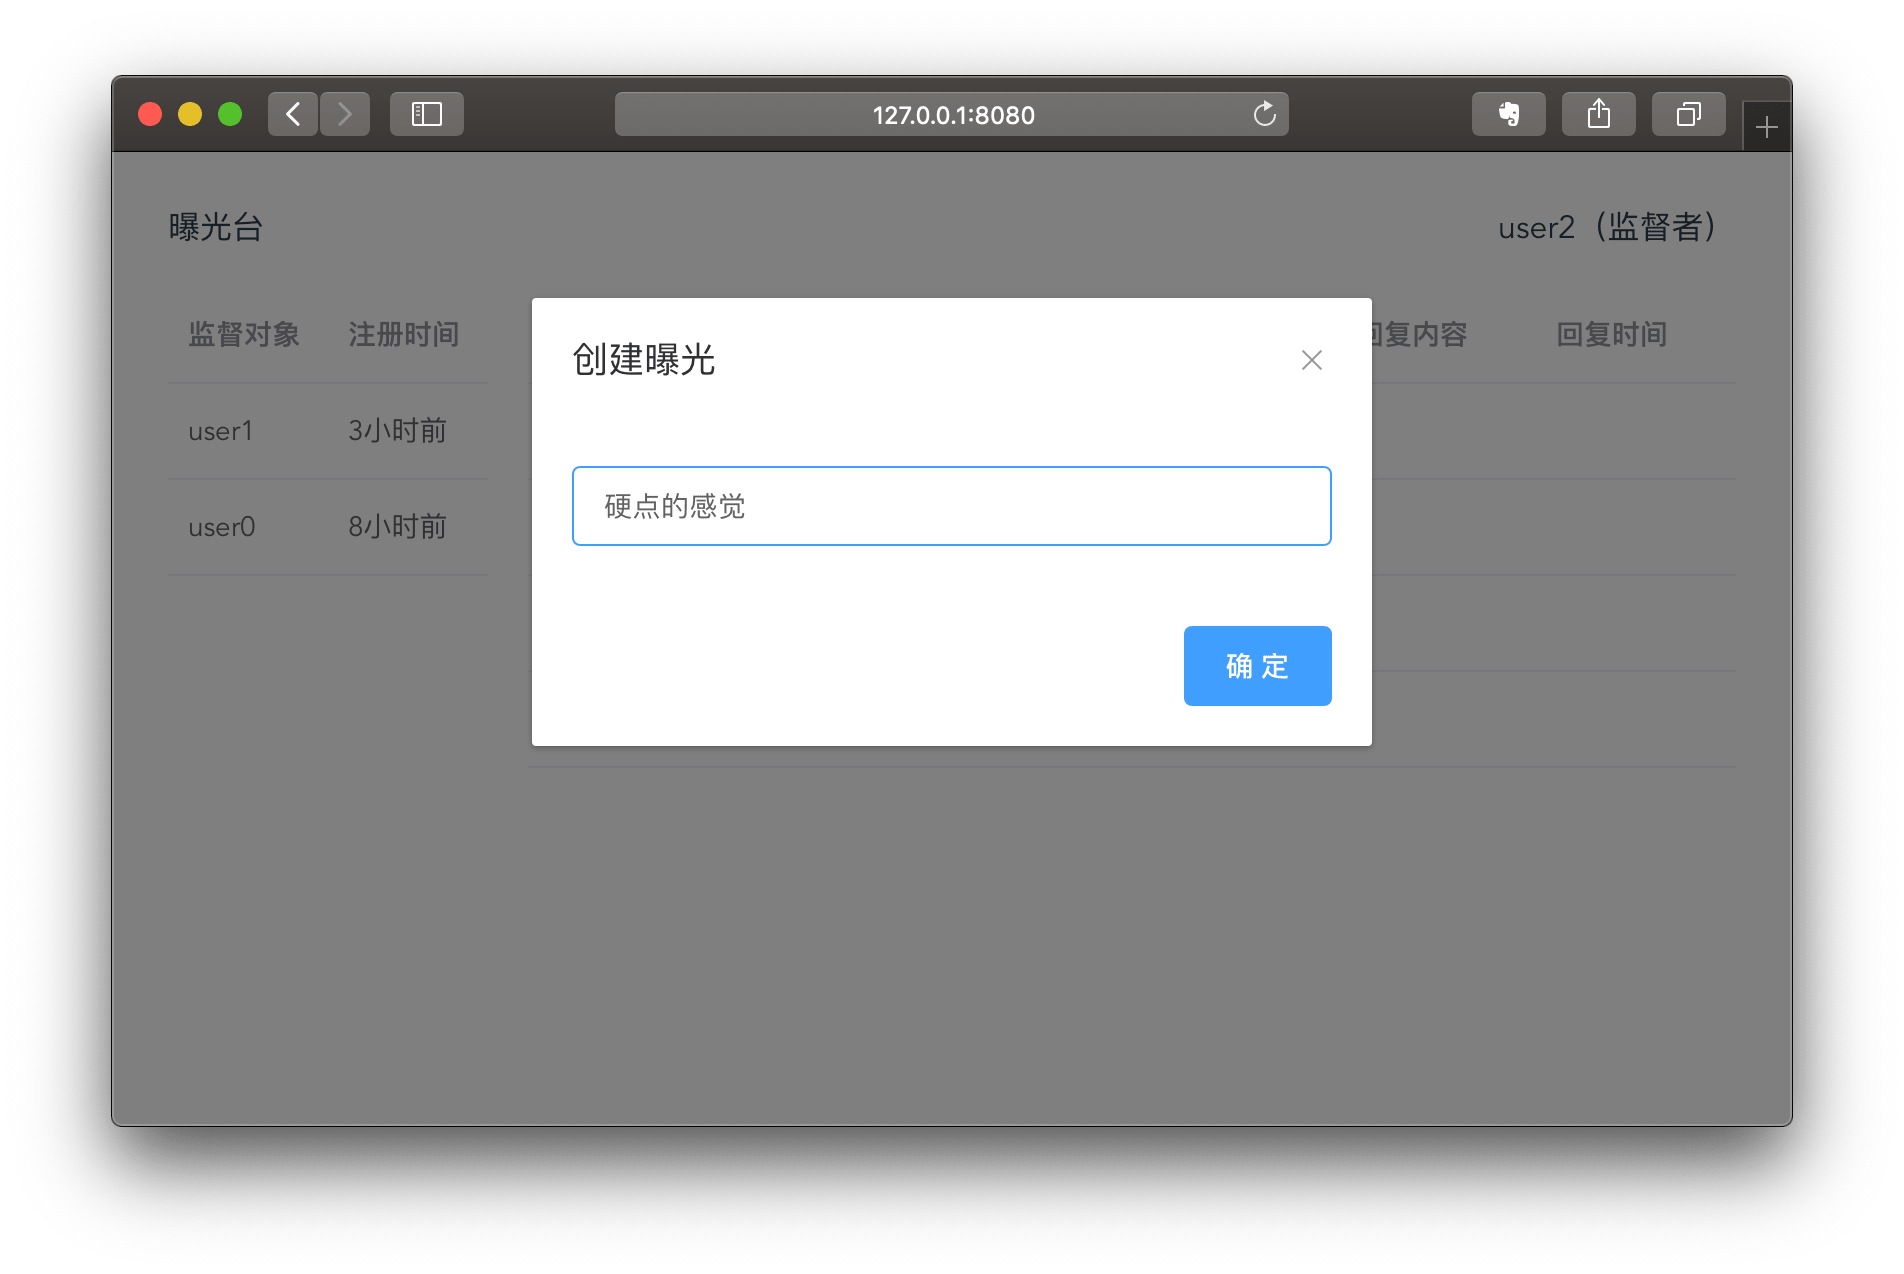 127.0.0.1:8080
曝光台
user2（监督者）
监督对象 注册时间
复内容 回复时间
user1 3小时前
user0 8小时前
创建曝光
硬点的感觉
确 定